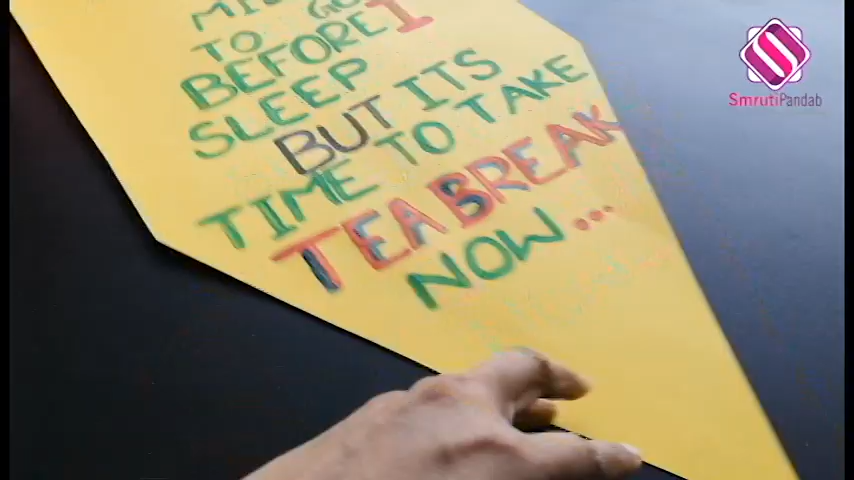 TO GO
BEFORE I
SLEEP
BUT ITS
TIME TO TAKE
TEA BREAK
NOW...
SmrutiPandab